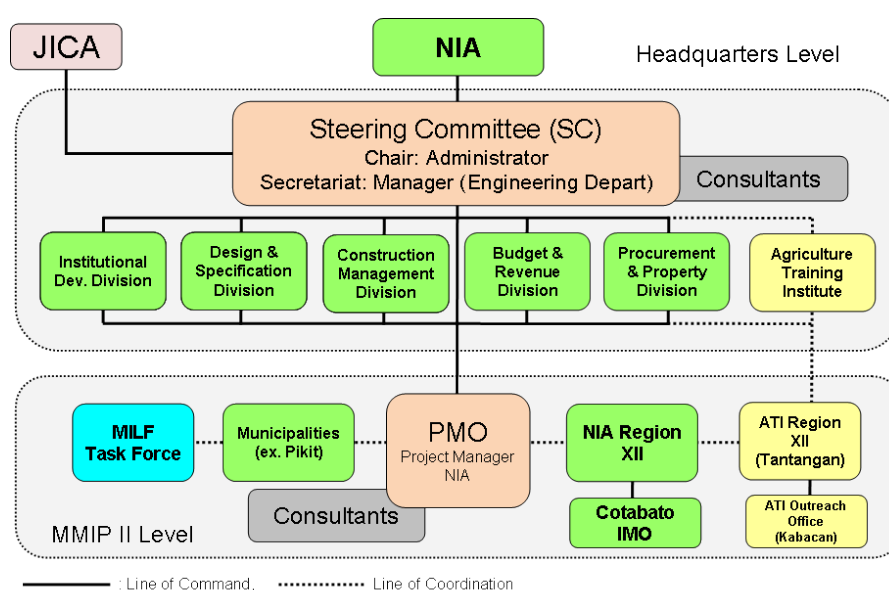 JICA
NIA
Headquarters Level
Steering Committee (SC)
Chair: Administrator
Secretariat: Manager (Engineering Depart)
Consultants
Institutional
Dev. Division
Design &
Specification
Division
Construction
Management
Division
Budget &
Revenue
Division
Procurement
& Property
Division
Agriculture
Training
Institute
MILF
Task Force
Municipalities
(ex. Pikit)
PMO
Project Manager
NIA
NIA Region
XII
ATI Region
XII
(Tantangan)
Consultants
Cotabato
IMO
ATI Outreach
Office
(Kabacan)
MMIP II Level
: Line of Command,
Line of Coordination